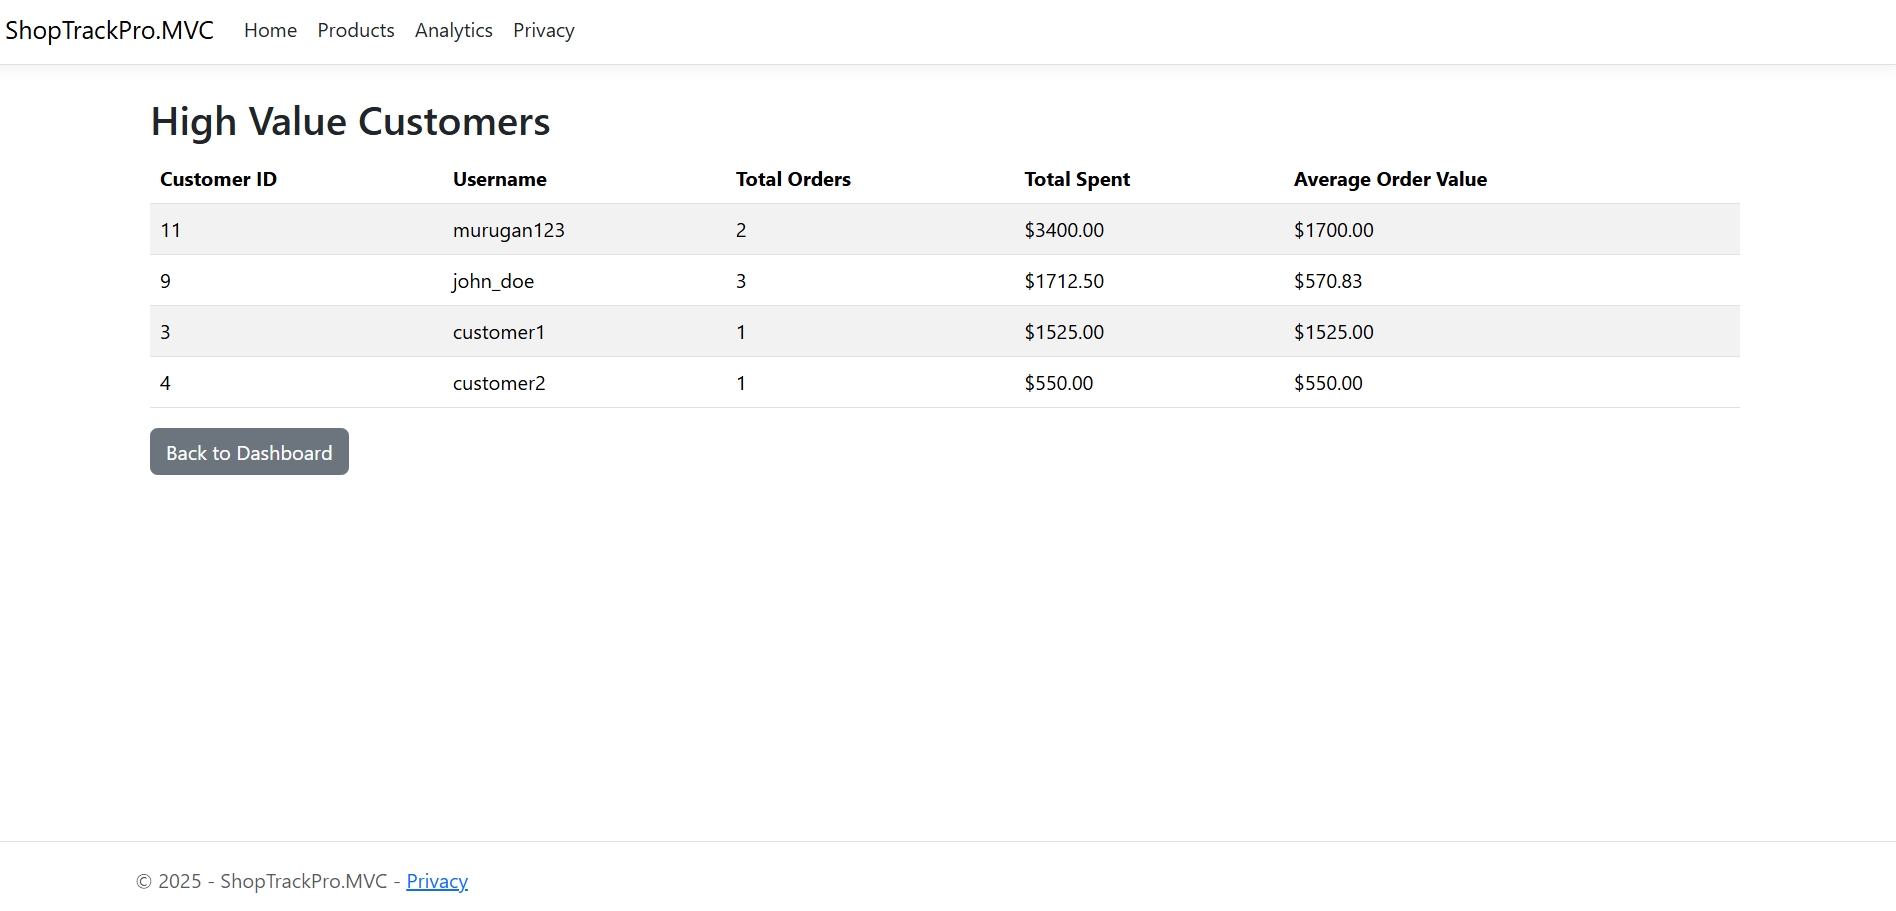 ShopTrackPro.MVC Home Products Analytics Privacy
High Value Customers
Customer ID Username Total Orders Total Spent Average Order Value
11 murugan123 2 $3400.00 $1700.00
9 john_doe 3 $1712.50 $570.83
3 customer1 1 $1525.00 $1525.00
4 customer2 1 $550.00 $550.00
Back to Dashboard
© 2025 - ShopTrackPro.MVC - Privacy